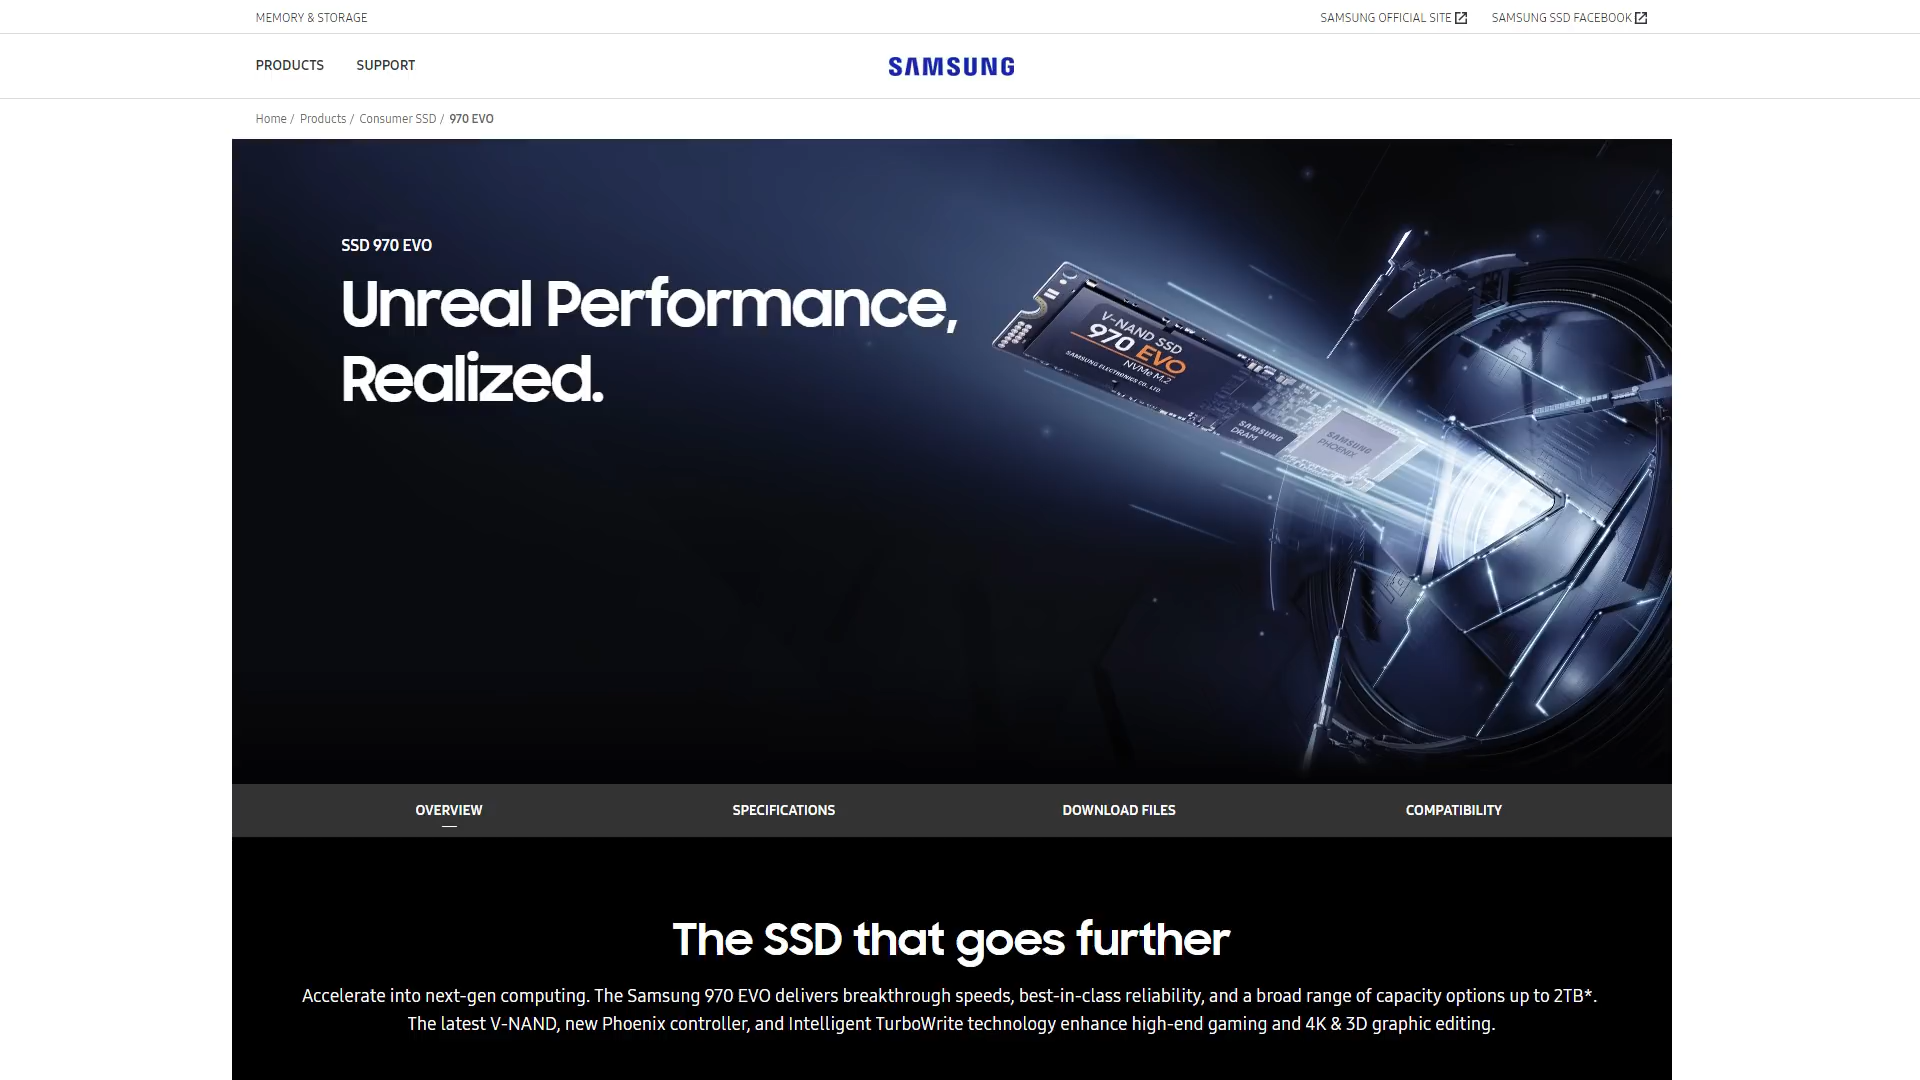 MEMORY & STORAGE
SAMSUNG OFFICIAL SITE
SAMSUNG SSD FACEBOOK
PRODUCTS
SUPPORT
SAMSUNG
Home / Products / Consumer SSD / 970 EVO
SSD 970 EVO
Unreal Performance,
Realized.
V-NAND SSD
970 EVO
NVMe M.2
SAMSUNG ELECTRONICS CO., LTD.
SAMSUNG
DRAM
SAMSUNG
PHOENIX
OVERVIEW
SPECIFICATIONS
DOWNLOAD FILES
COMPATIBILITY
The SSD that goes further
Accelerate into next-gen computing. The Samsung 970 EVO delivers breakthrough speeds, best-in-class reliability, and a broad range of capacity options up to 2TB*.
The latest V-NAND, new Phoenix controller, and Intelligent TurboWrite technology enhance high-end gaming and 4K & 3D graphic editing.